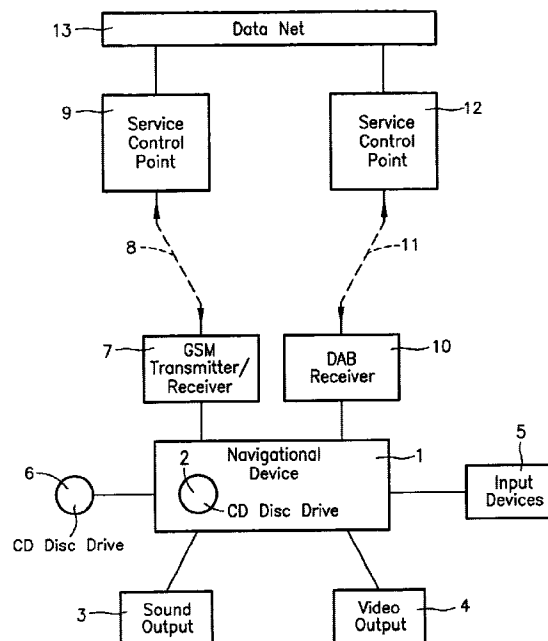 13
Data Net
9
Service
Control
Point
12
Service
Control
Point
8
11
7
GSM
Transmitter/
Receiver
10
DAB
Receiver
1
Navigational
Device
2
CD Disc Drive
5
Input
Devices
6
CD Disc Drive
3
Sound
Output
4
Video
Output